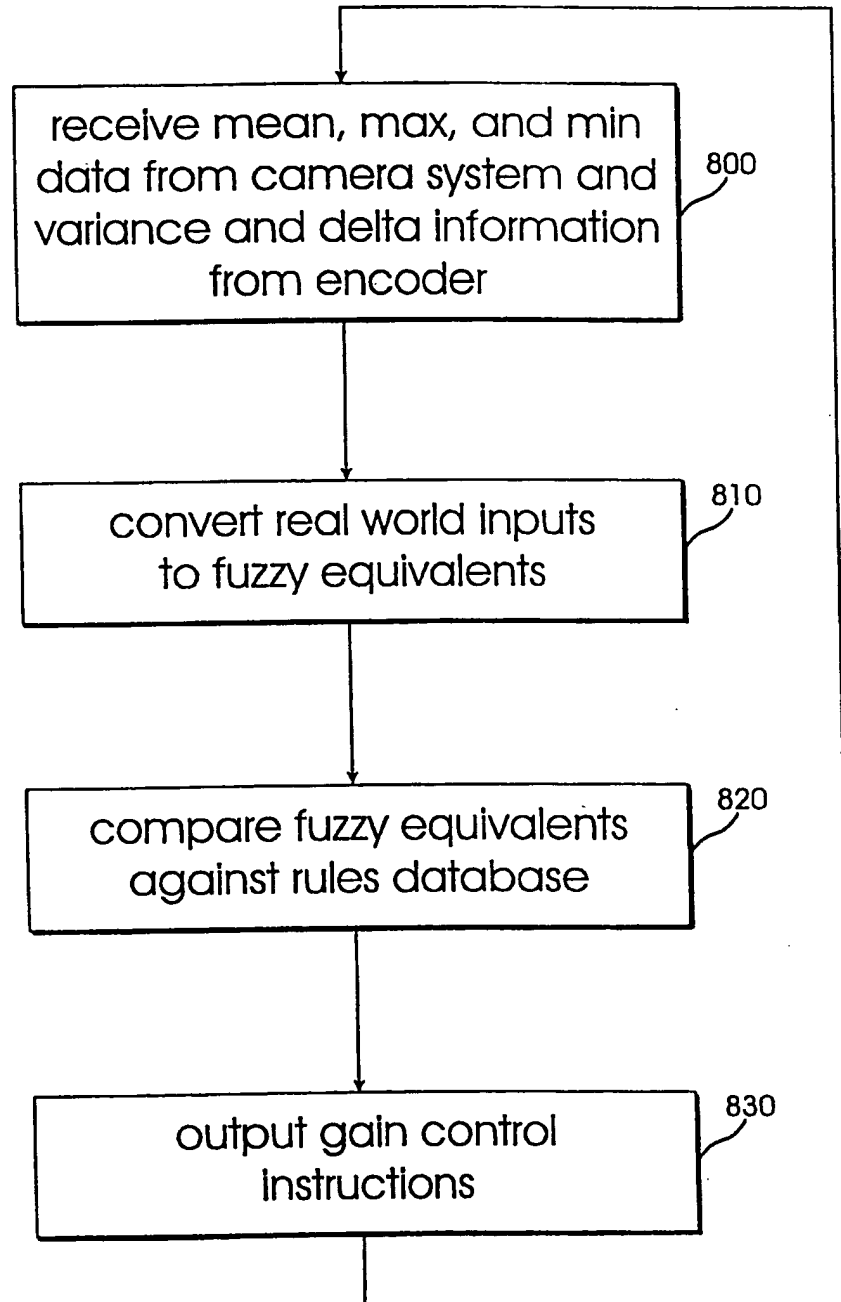 receive mean, max, and min
data from camera system and
variance and delta information
from encoder
800
convert real world inputs
to fuzzy equivalents
810
compare fuzzy equivalents
against rules database
820
output gain control
instructions
830